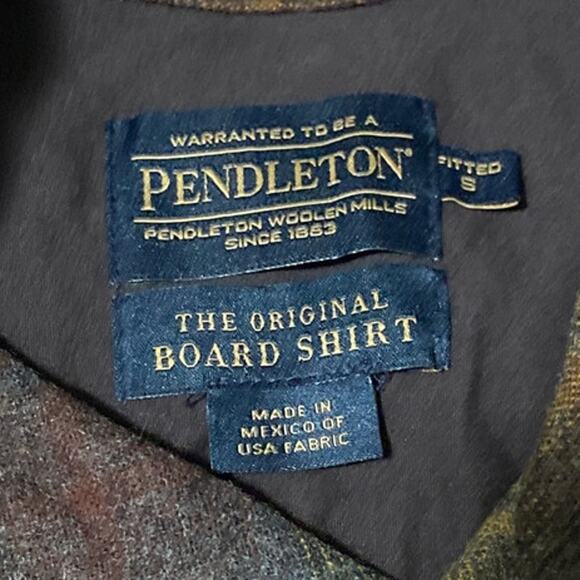 WARRANTED TO BE A
PENDLETON®
PENDLETON WOOLEN MILLS
SINCE 1863
FITTED
S
THE ORIGINAL
BOARD SHIRT
MADE IN
MEXICO OF
USA FABRIC